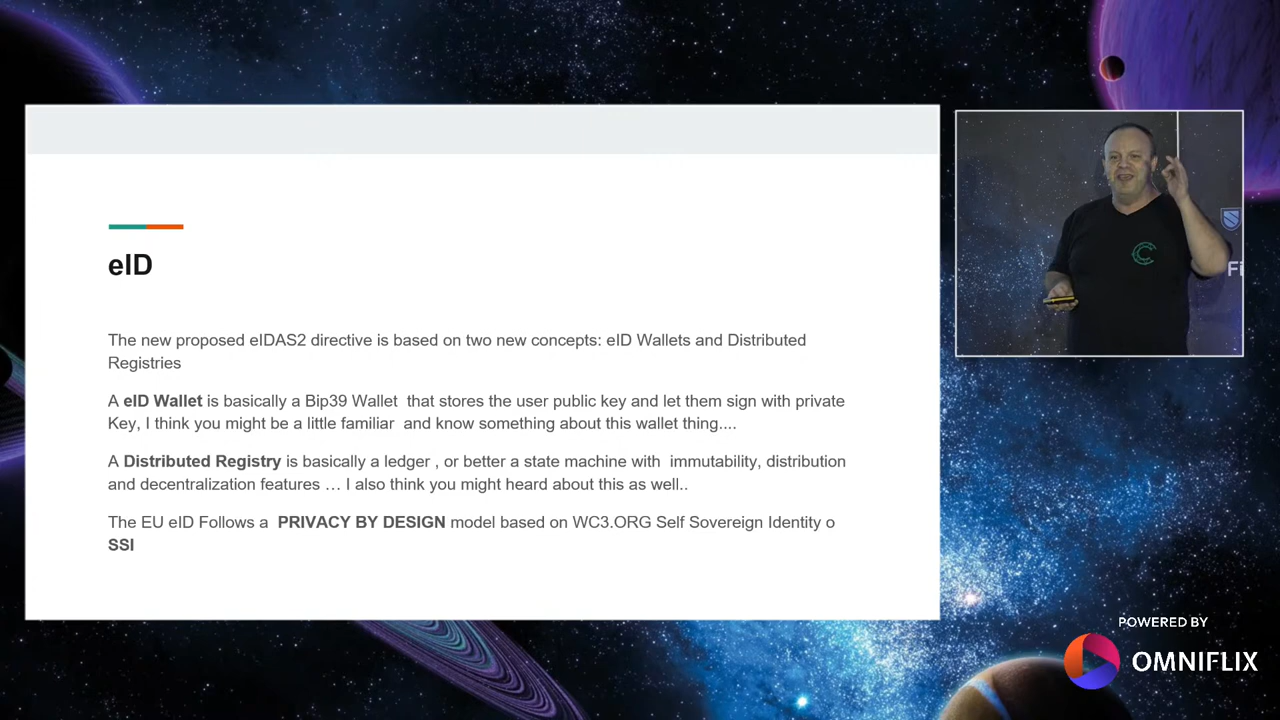 eID
The new proposed eIDAS2 directive is based on two new concepts: eID Wallets and Distributed
Registries
A eID Wallet is basically a Bip39 Wallet  that stores the user public key and let them sign with private
Key, I think you might be a little familiar  and know something about this wallet thing....
A Distributed Registry is basically a ledger , or better a state machine with  immutability, distribution
and decentralization features … I also think you might heard about this as well..
The EU eID Follows a  PRIVACY BY DESIGN model based on WC3.ORG Self Sovereign Identity o
SSI
Fi
POWERED BY
OMNIFLIX